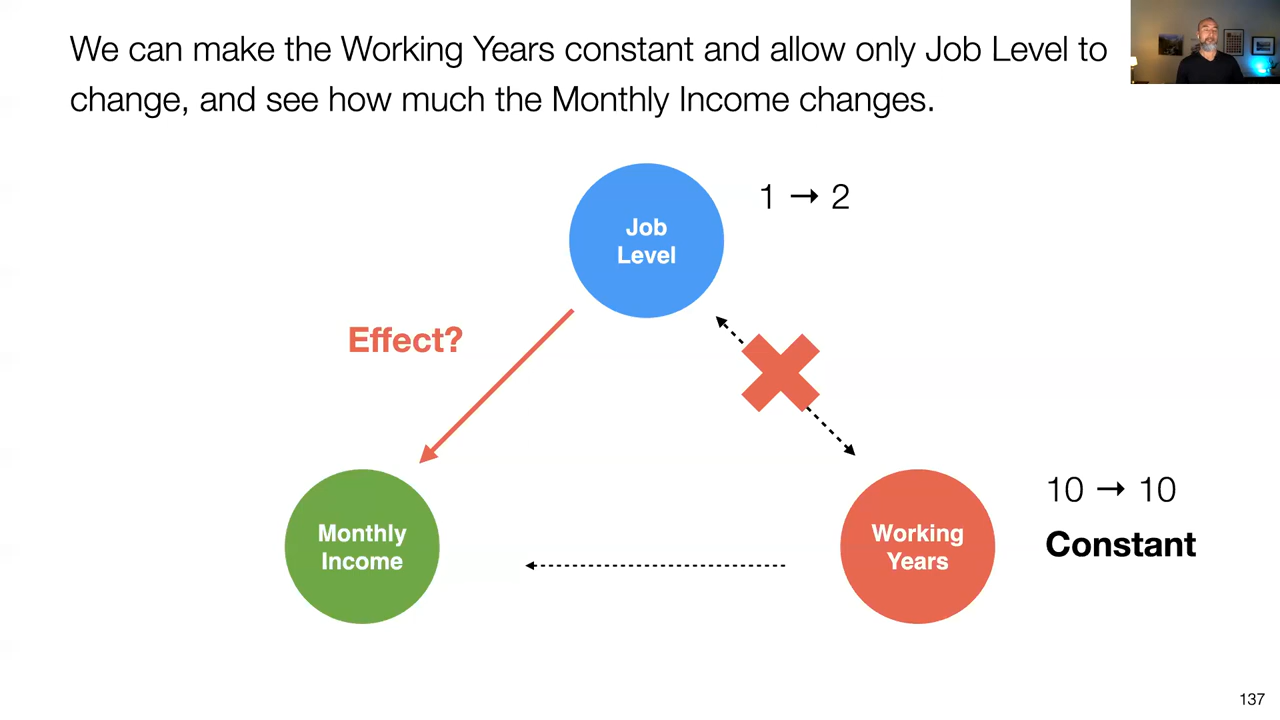 We can make the Working Years constant and allow only Job Level to
change, and see how much the Monthly Income changes.
Job
Level
1 → 2
Effect?
Monthly
Income
Working
Years
10 → 10
Constant
137